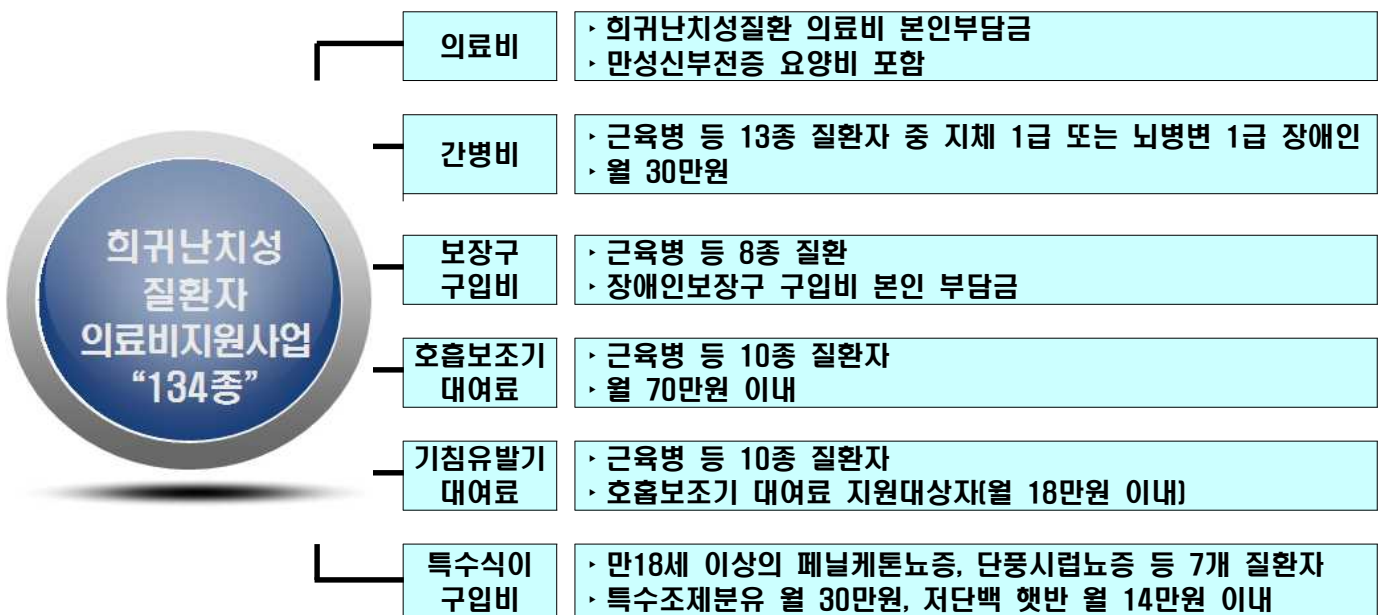 희귀난치성
질환자
의료비지원사업
“134종”
의료비
‣ 희귀난치성질환 의료비 본인부담금
‣ 만성신부전증 요양비 포함
간병비
‣ 근육병 등 13종 질환자 중 지체 1급 또는 뇌병변 1급 장애인
‣ 월 30만원
보장구
구입비
‣ 근육병 등 8종 질환
‣ 장애인보장구 구입비 본인 부담금
호흡보조기
대여료
‣ 근육병 등 10종 질환자
‣ 월 70만원 이내
기침유발기
대여료
‣ 근육병 등 10종 질환자
‣ 호흡보조기 대여료 지원대상자(월 18만원 이내)
특수식이
구입비
‣ 만18세 이상의 페닐케톤뇨증, 단풍시럽뇨증 등 7개 질환자
‣ 특수조제분유 월 30만원, 저단백 햇반 월 14만원 이내